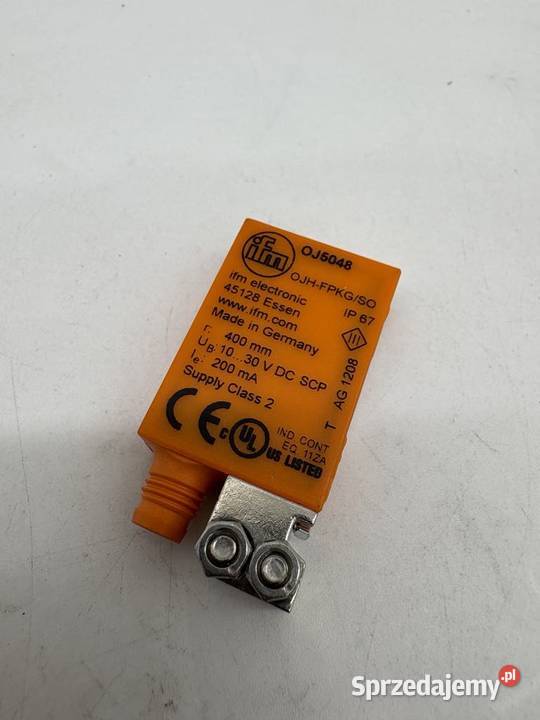 ifm
OJ5048
OJH-FPKG/SO
ifm electronic
45128 Essen
IP 67
www.ifm.com
Made in Germany
r: 400 mm
UB: 10...30 V DC SCP
Ie: 200 mA
Supply Class 2
T AG 1208
CE
c UL US LISTED
IND. CONT
EQ. 11ZA
Sprzedajemy.pl